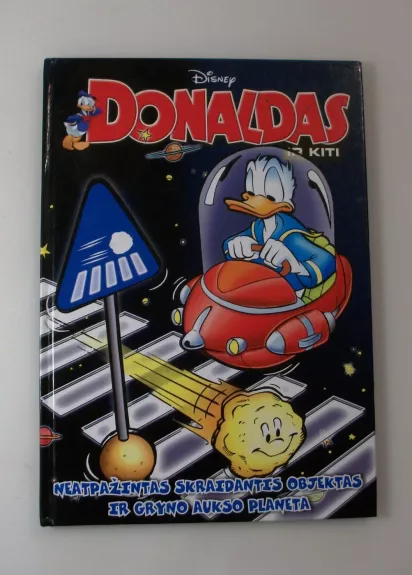 Disney
DONALDAS
IR KITI
NEATPAŽINTAS SKRAIDANTIS OBJEKTAS
IR GRYNO AUKSO PLANETA